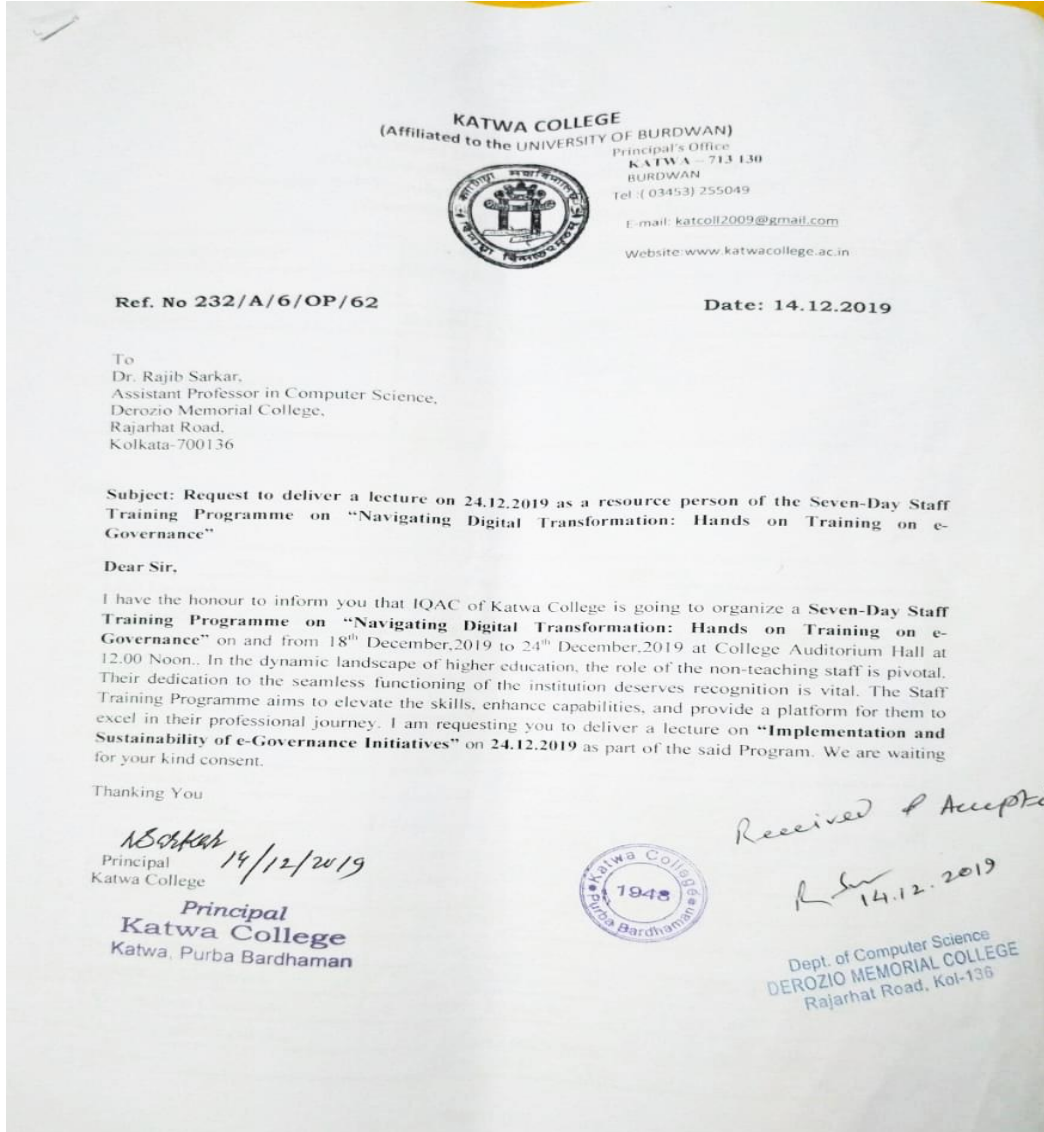 KATWA COLLEGE
(Affiliated to the UNIVERSITY OF BURDWAN)
Principal's Office
KATWA – 713 130
BURDWAN
Tel :( 03453) 255049
E-mail: katcoll2009@gmail.com
Website:www.katwacollege.ac.in
Ref. No 232/A/6/OP/62
Date: 14.12.2019
To
Dr. Rajib Sarkar,
Assistant Professor in Computer Science,
Derozio Memorial College,
Rajarhat Road,
Kolkata-700136
Subject: Request to deliver a lecture on 24.12.2019 as a resource person of the Seven-Day Staff
Training Programme on “Navigating Digital Transformation: Hands on Training on e-
Governance”
Dear Sir,
I have the honour to inform you that IQAC of Katwa College is going to organize a Seven-Day Staff
Training Programme on “Navigating Digital Transformation: Hands on Training on e-
Governance” on and from 18th December,2019 to 24th December,2019 at College Auditorium Hall at
12.00 Noon.. In the dynamic landscape of higher education, the role of the non-teaching staff is pivotal.
Their dedication to the seamless functioning of the institution deserves recognition is vital. The Staff
Training Programme aims to elevate the skills, enhance capabilities, and provide a platform for them to
excel in their professional journey. I am requesting you to deliver a lecture on “Implementation and
Sustainability of e-Governance Initiatives” on 24.12.2019 as part of the said Program. We are waiting
for your kind consent.
Thanking You
NSarkar
14/12/2019
Principal
Katwa College
Principal
Katwa College
Katwa, Purba Bardhaman
Katwa College
1948
Purba Bardhaman
Received & Accepte
14.12.2019
Dept. of Computer Science
DEROZIO MEMORIAL COLLEGE
Rajarhat Road, Kol-136